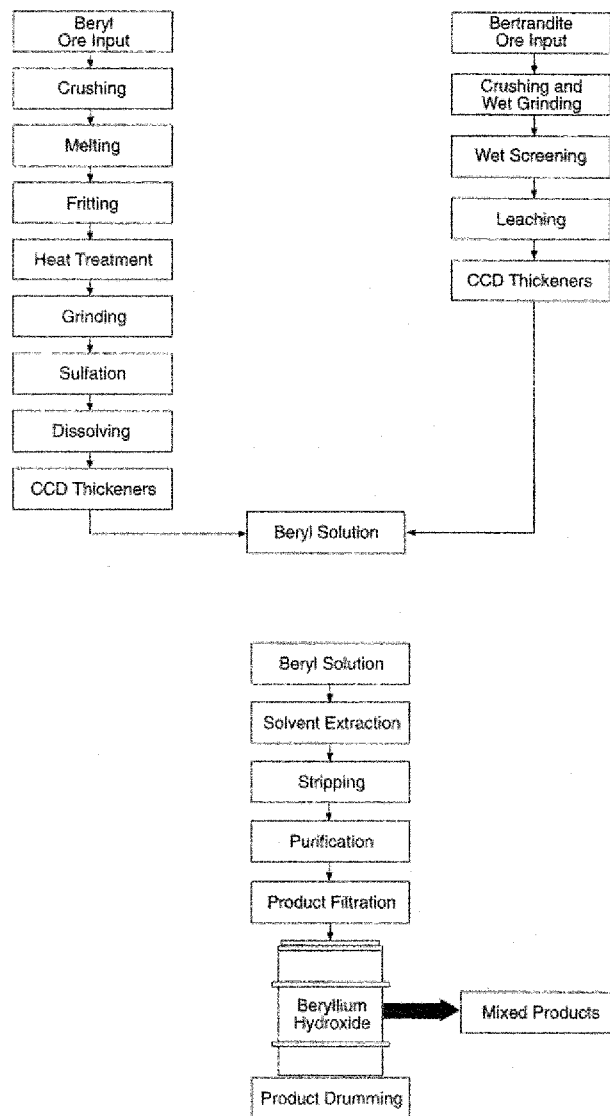 Beryl
Ore Input
Crushing
Melting
Fritting
Heat Treatment
Grinding
Sulfation
Dissolving
CCD Thickeners
Bertrandite
Ore Input
Crushing and
Wet Grinding
Wet Screening
Leaching
CCD Thickeners
Beryl Solution
Beryl Solution
Solvent Extraction
Stripping
Purification
Product Filtration
Beryllium
Hydroxide
Mixed Products
Product Drumming